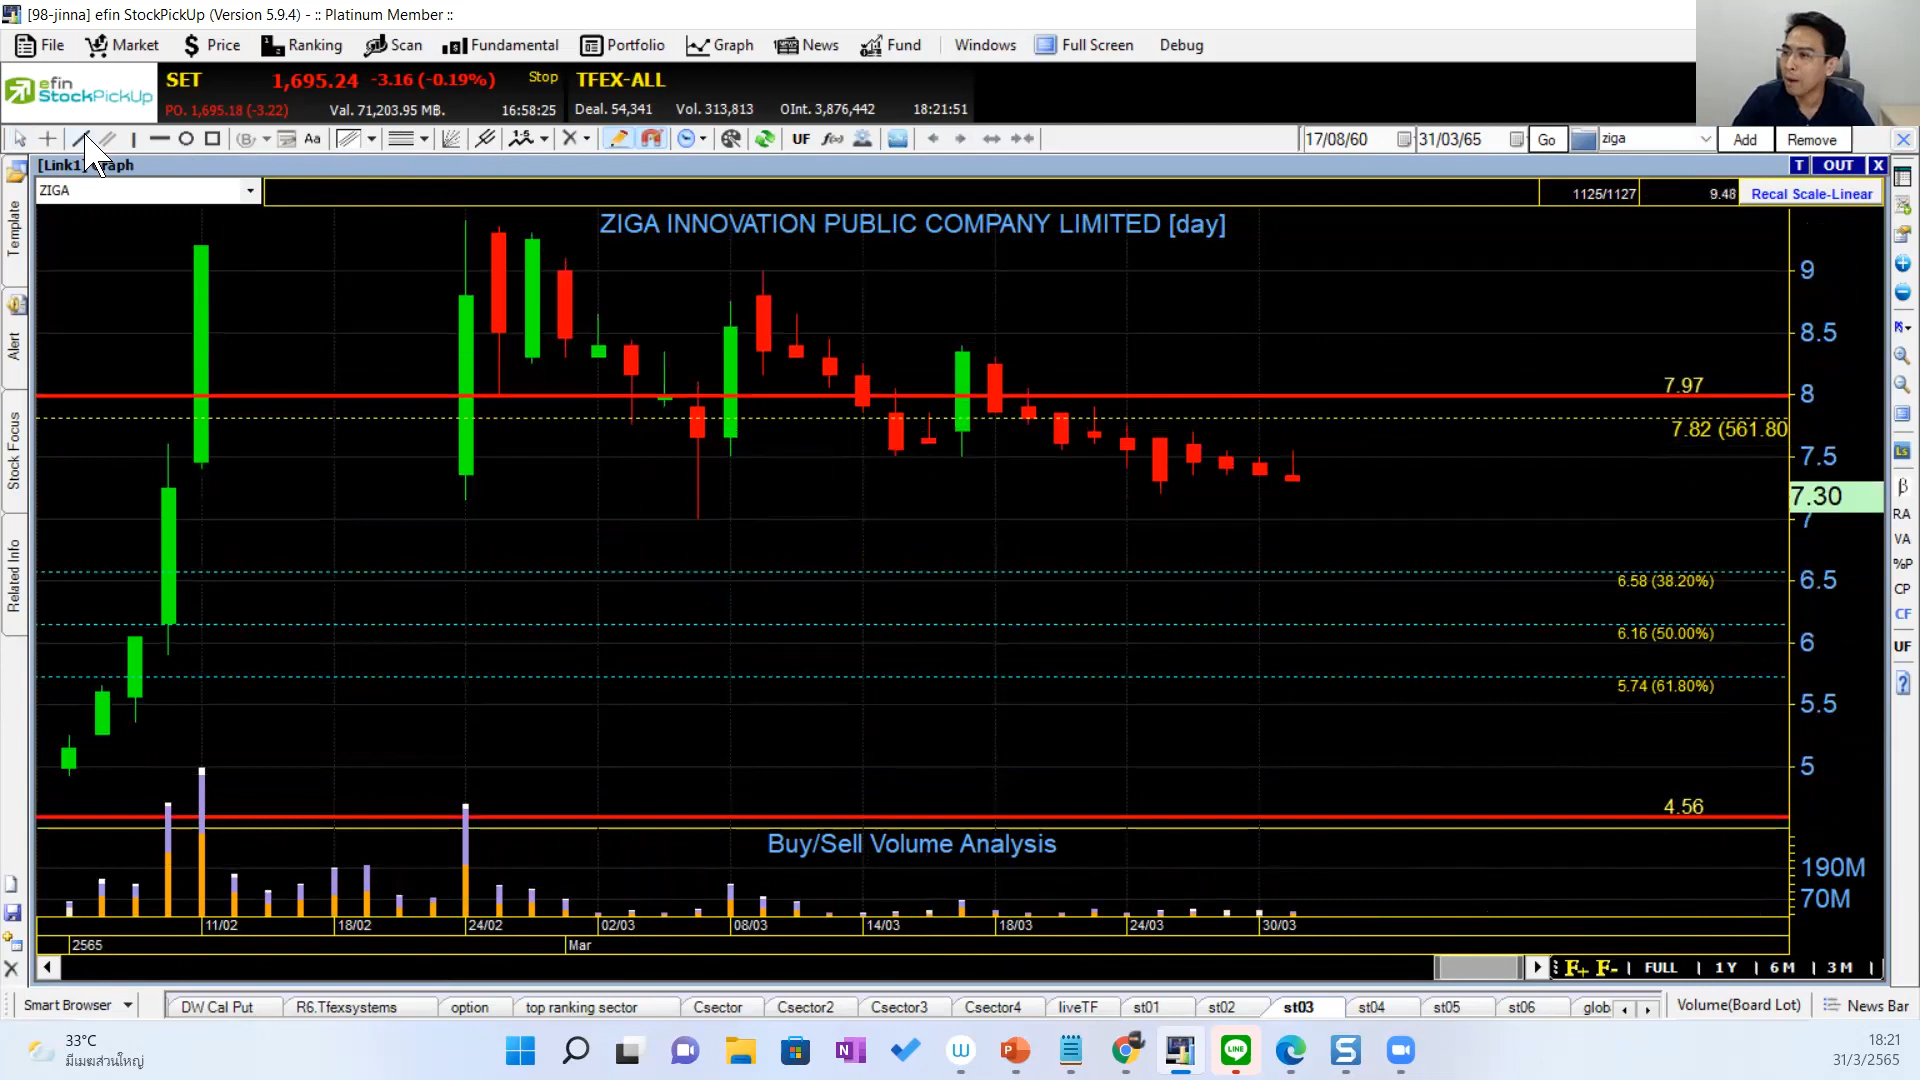 [98-jinna] efin StockPickUp (Version 5.9.4) - :: Platinum Member ::
File Market Price Ranking Scan Fundamental Portfolio Graph News Fund Windows Full Screen Debug
efin StockPickUp
SET 1,695.24 -3.16 (-0.19%) Stop TFEX-ALL
PO. 1,695.18 (-3.22) Val. 71,203.95 MB. 16:58:25 Deal. 54,341 Vol. 313,813 OInt. 3,876,442 18:21:51
Aa UF f(x) 17/08/60 31/03/65 Go ziga Add Remove
[Link1] Graph T OUT X
ZIGA 1125/1127 9.48 Recal Scale-Linear
ZIGA INNOVATION PUBLIC COMPANY LIMITED [day]
Template
Alert
Stock Focus
Related Info
9
8.5
7.97
8
7.82 (561.80
7.5
7.30
7
6.58 (38.20%)
6.5
6.16 (50.00%)
6
5.74 (61.80%)
5.5
5
4.56
Ls
β
RA
VA
%P
CP
CF
UF
?
Buy/Sell Volume Analysis
190M
70M
11/02 18/02 24/02 02/03 08/03 14/03 18/03 24/03 30/03
2565 Mar
F+ F- FULL 1Y 6M 3M
Smart Browser DW Cal Put R6.Tfexsystems option top ranking sector Csector Csector2 Csector3 Csector4 liveTF st01 st02 st03 st04 st05 st06 glob Volume(Board Lot) News Bar
33°C
มีเมฆส่วนใหญ่
18:21
31/3/2565